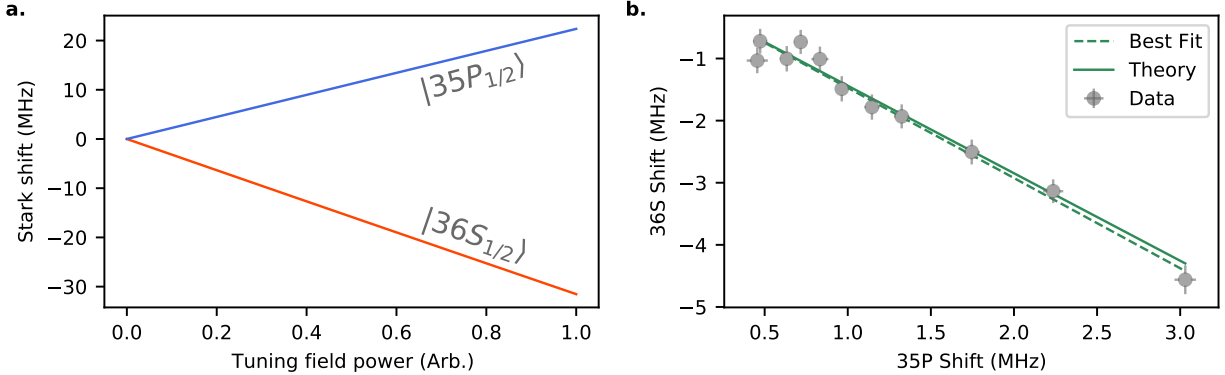 a.
Stark shift (MHz)
20
10
0
−10
−20
−30
|35P1/2⟩
|36S1/2⟩
0.0 0.2 0.4 0.6 0.8 1.0
Tuning field power (Arb.)
b.
36S Shift (MHz)
−1
−2
−3
−4
−5
Best Fit
Theory
Data
0.5 1.0 1.5 2.0 2.5 3.0
35P Shift (MHz)